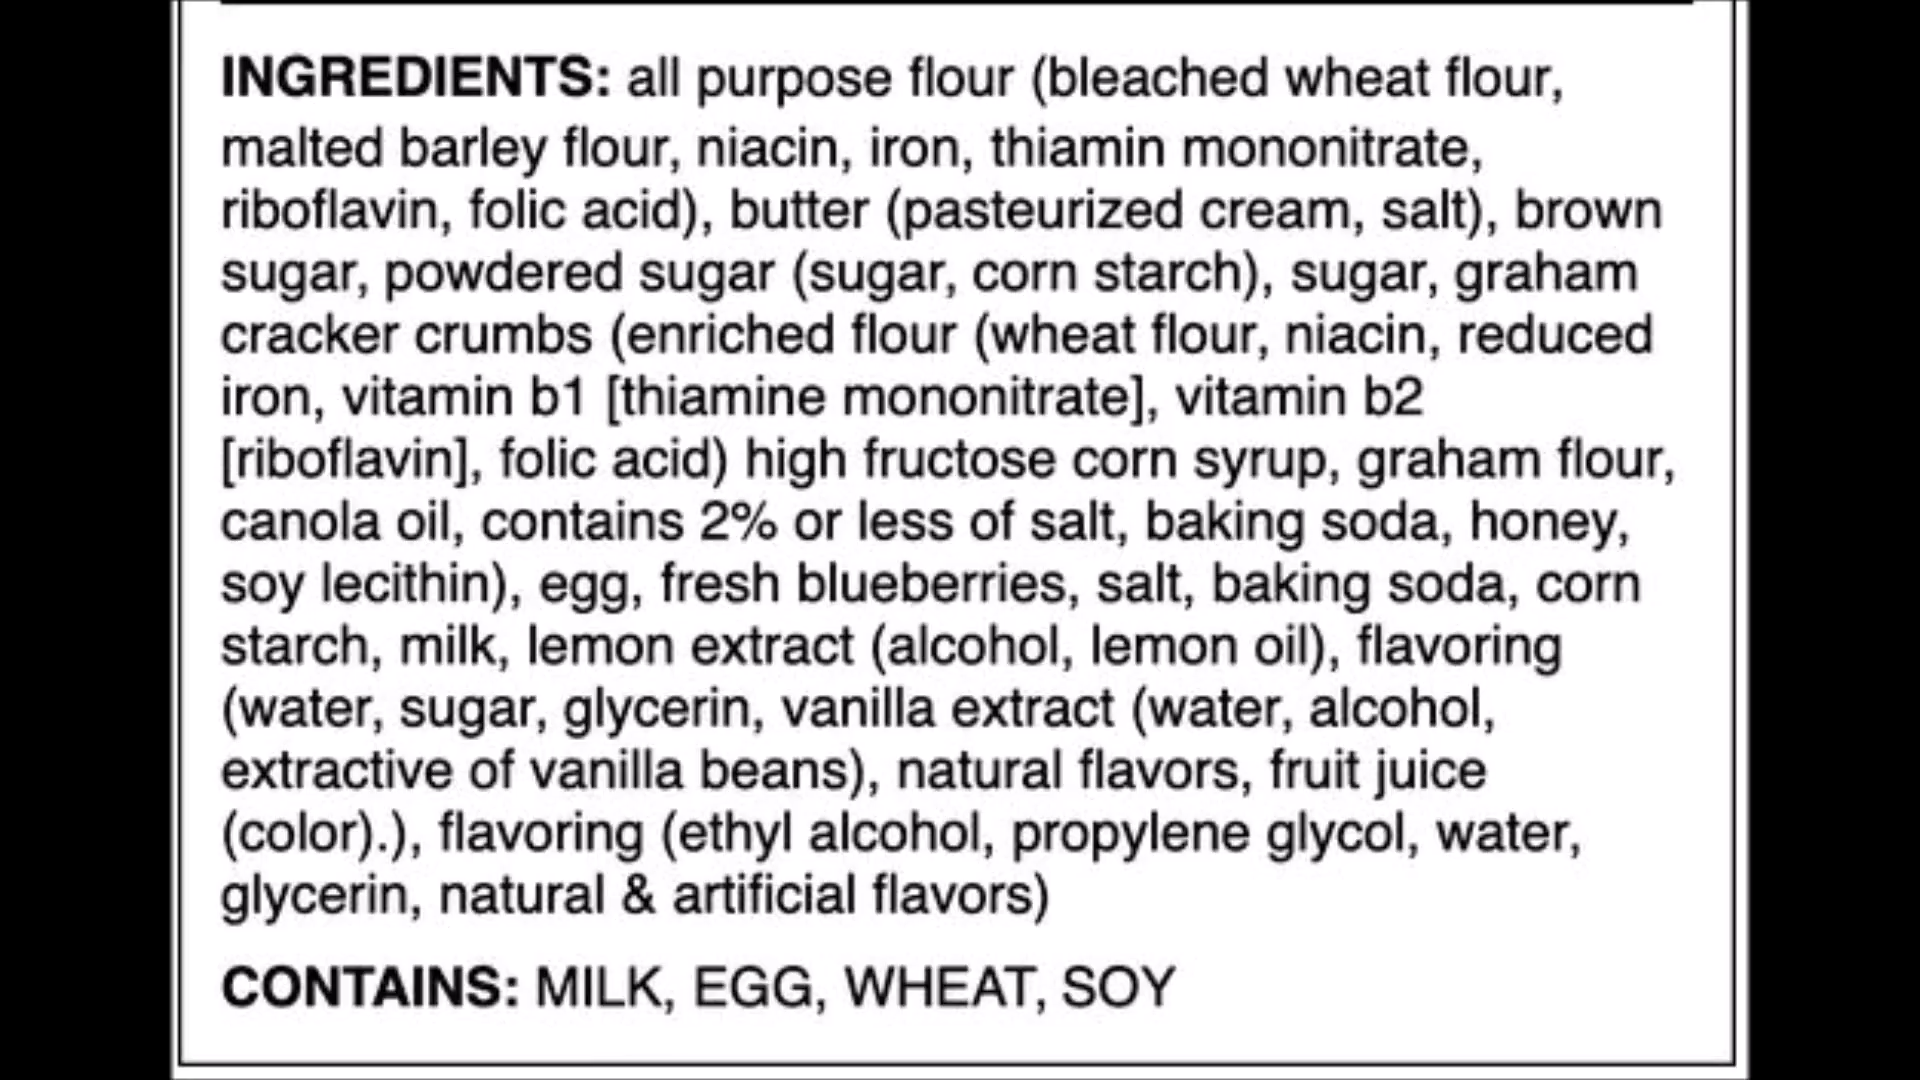 INGREDIENTS: all purpose flour (bleached wheat flour,
malted barley flour, niacin, iron, thiamin mononitrate,
riboflavin, folic acid), butter (pasteurized cream, salt), brown
sugar, powdered sugar (sugar, corn starch), sugar, graham
cracker crumbs (enriched flour (wheat flour, niacin, reduced
iron, vitamin b1 [thiamine mononitrate], vitamin b2
[riboflavin], folic acid) high fructose corn syrup, graham flour,
canola oil, contains 2% or less of salt, baking soda, honey,
soy lecithin), egg, fresh blueberries, salt, baking soda, corn
starch, milk, lemon extract (alcohol, lemon oil), flavoring
(water, sugar, glycerin, vanilla extract (water, alcohol,
extractive of vanilla beans), natural flavors, fruit juice
(color).), flavoring (ethyl alcohol, propylene glycol, water,
glycerin, natural & artificial flavors)
CONTAINS: MILK, EGG, WHEAT, SOY